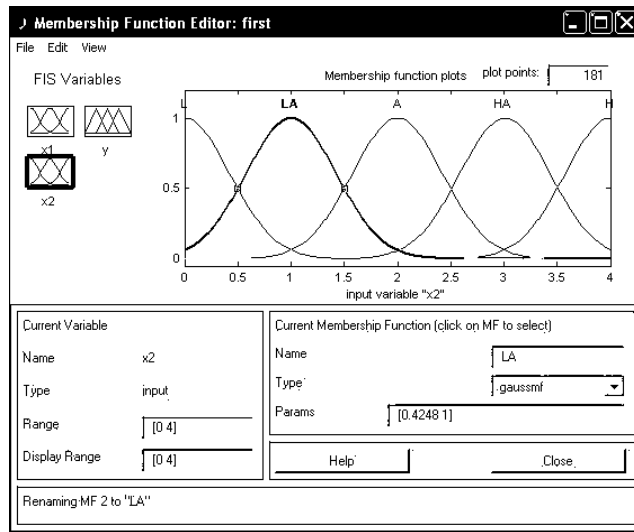 Membership Function Editor: first
File Edit View
FIS Variables
Membership function plots
plot points:
181
L LA A HA H
x1
y
x2
1
0.5
0
0 0.5 1 1.5 2 2.5 3 3.5 4
input variable "x2"
Current Variable
Name x2
Type input
Range [0 4]
Display Range [0 4]
Current Membership Function (click on MF to select)
Name LA
Type gaussmf
Params [0.4248 1]
Help Close
Renaming MF 2 to "LA"